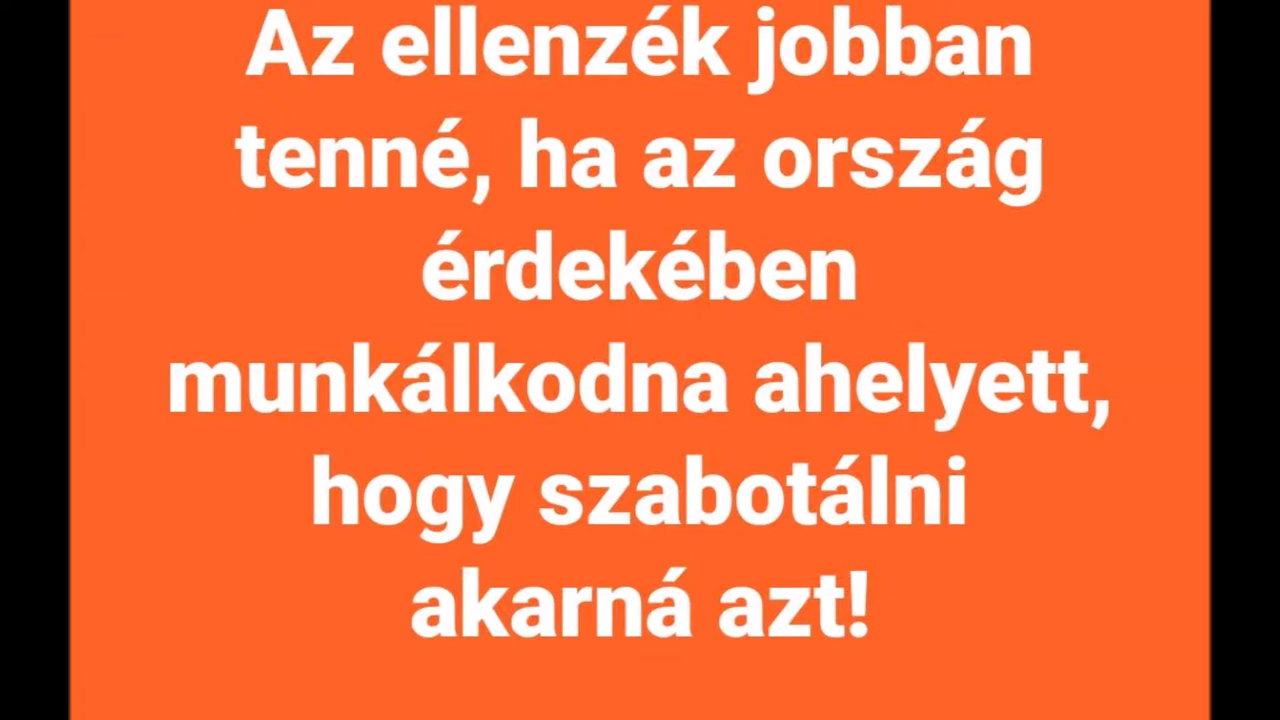 Az ellenzék jobban
tenné, ha az ország
érdekében
munkálkodna ahelyett,
hogy szabotálni
akarná azt!